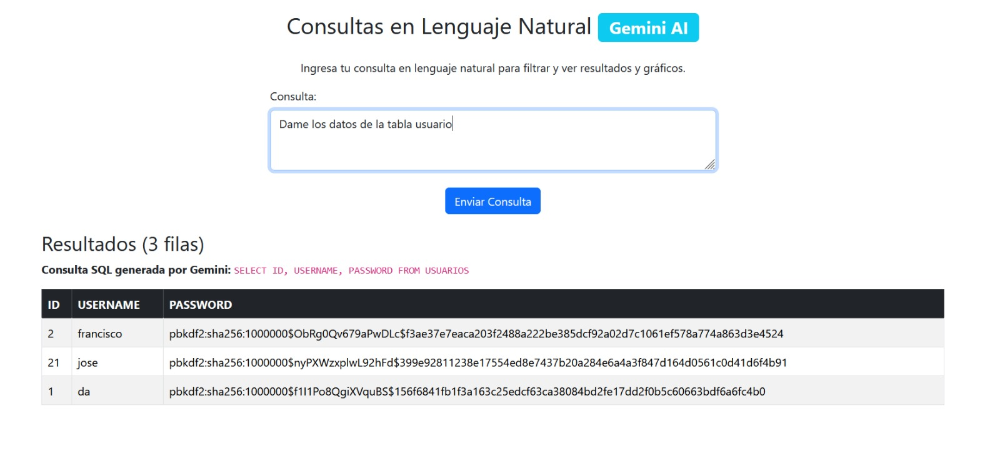 Consultas en Lenguaje Natural Gemini AI
Ingresa tu consulta en lenguaje natural para filtrar y ver resultados y gráficos.
Consulta:
Dame los datos de la tabla usuario
Enviar Consulta
Resultados (3 filas)
Consulta SQL generada por Gemini: SELECT ID, USERNAME, PASSWORD FROM USUARIOS
ID USERNAME PASSWORD
2 francisco pbkdf2:sha256:1000000$ObRg0Qv679aPwDLc$f3ae37e7eaca203f2488a222be385dcf92a02d7c1061ef578a774a863d3e4524
21 jose pbkdf2:sha256:1000000$nyPXWzxplwL92hFd$399e92811238e17554ed8e7437b20a284e6a4a3f847d164d0561c0d41d6f4b91
1 da pbkdf2:sha256:1000000$f1I1Po8QgiXVquBS$156f6841fb1f3a163c25edcf63ca38084bd2fe17dd2f0b5c60663bdf6a6fc4b0